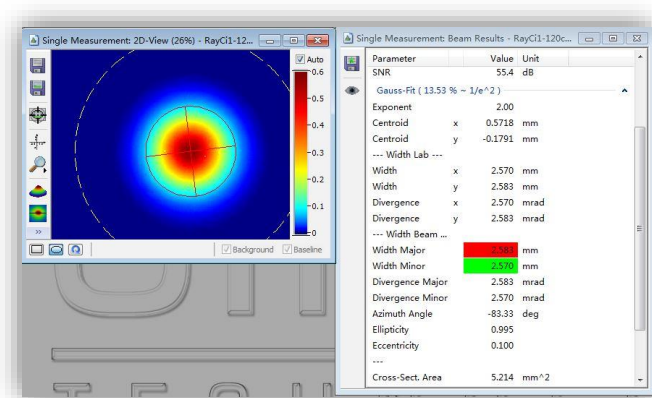 Single Measurement: 2D-View (26%) - RayCi1-12...
Auto
0.6
0.5
0.4
0.3
0.2
0.1
0
»
Background
Baseline
Single Measurement: Beam Results - RayCi1-120c...
Parameter Value Unit
SNR 55.4 dB
Gauss-Fit ( 13.53 % ~ 1/e^2 )
Exponent 2.00
Centroid x 0.5718 mm
Centroid y -0.1791 mm
--- Width Lab ---
Width x 2.570 mm
Width y 2.583 mm
Divergence x 2.570 mrad
Divergence y 2.583 mrad
--- Width Beam ...
Width Major 2.583 mm
Width Minor 2.570 mm
Divergence Major 2.583 mrad
Divergence Minor 2.570 mrad
Azimuth Angle -83.33 deg
Ellipticity 0.995
Eccentricity 0.100
---
Cross-Sect. Area 5.214 mm^2